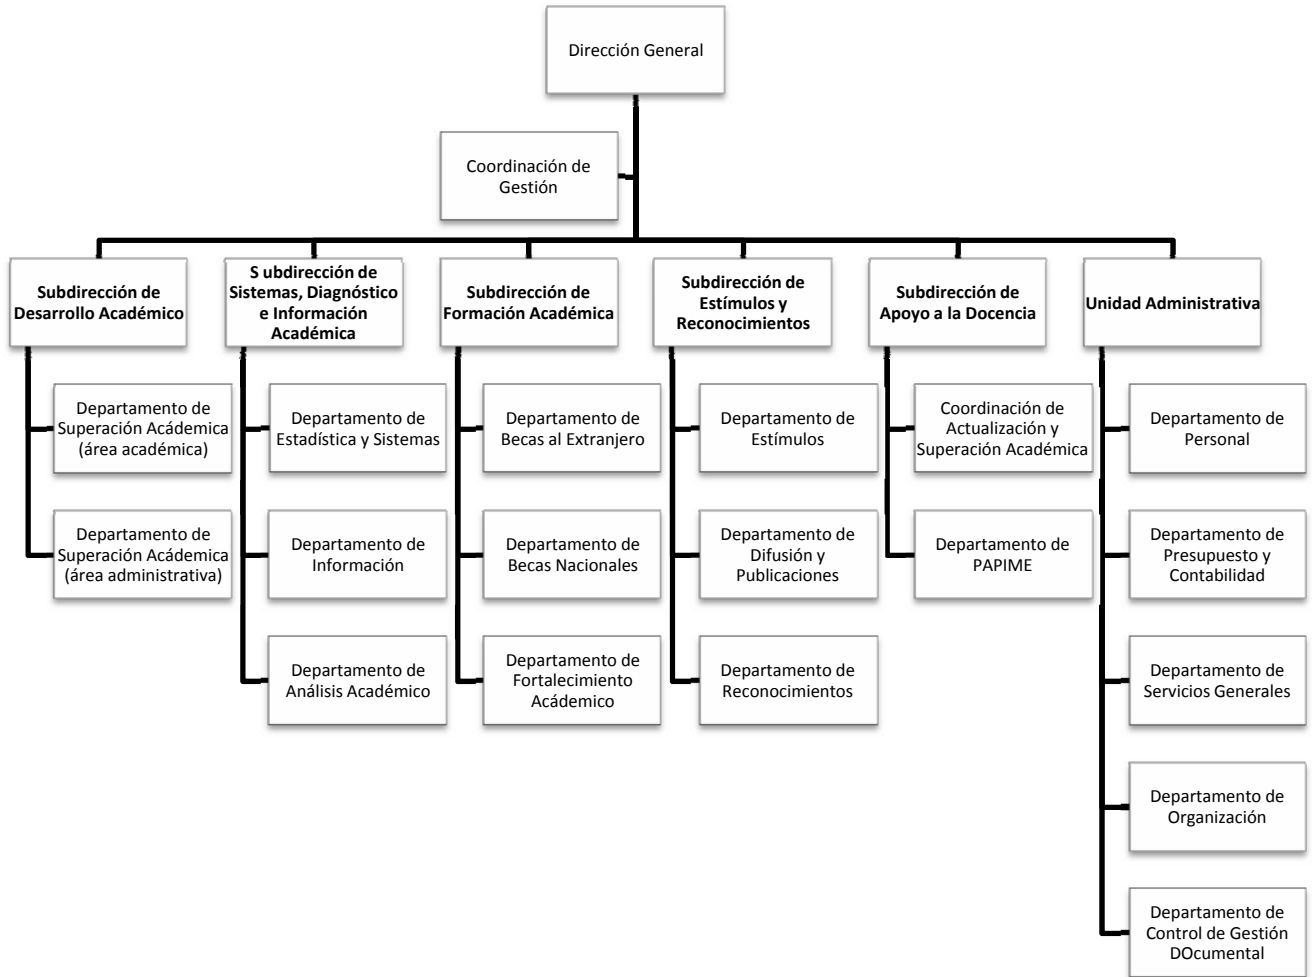 Dirección General
Coordinación de
Gestión
Subdirección de
Desarrollo Académico
S ubdirección de
Sistemas, Diagnóstico
e Información
Académica
Subdirección de
Formación Académica
Subdirección de
Estímulos y
Reconocimientos
Subdirección de
Apoyo a la Docencia
Unidad Administrativa
Departamento de
Superación Acádemica
(área académica)
Departamento de
Estadística y Sistemas
Departamento de
Becas al Extranjero
Departamento de
Estímulos
Coordinación de
Actualización y
Superación Académica
Departamento de
Personal
Departamento de
Superación Acádemica
(área administrativa)
Departamento de
Información
Departamento de
Becas Nacionales
Departamento de
Difusión y
Publicaciones
Departamento de
PAPIME
Departamento de
Presupuesto y
Contabilidad
Departamento de
Análisis Académico
Departamento de
Fortalecimiento
Acádemico
Departamento de
Reconocimientos
Departamento de
Servicios Generales
Departamento de
Organización
Departamento de
Control de Gestión
DOcumental